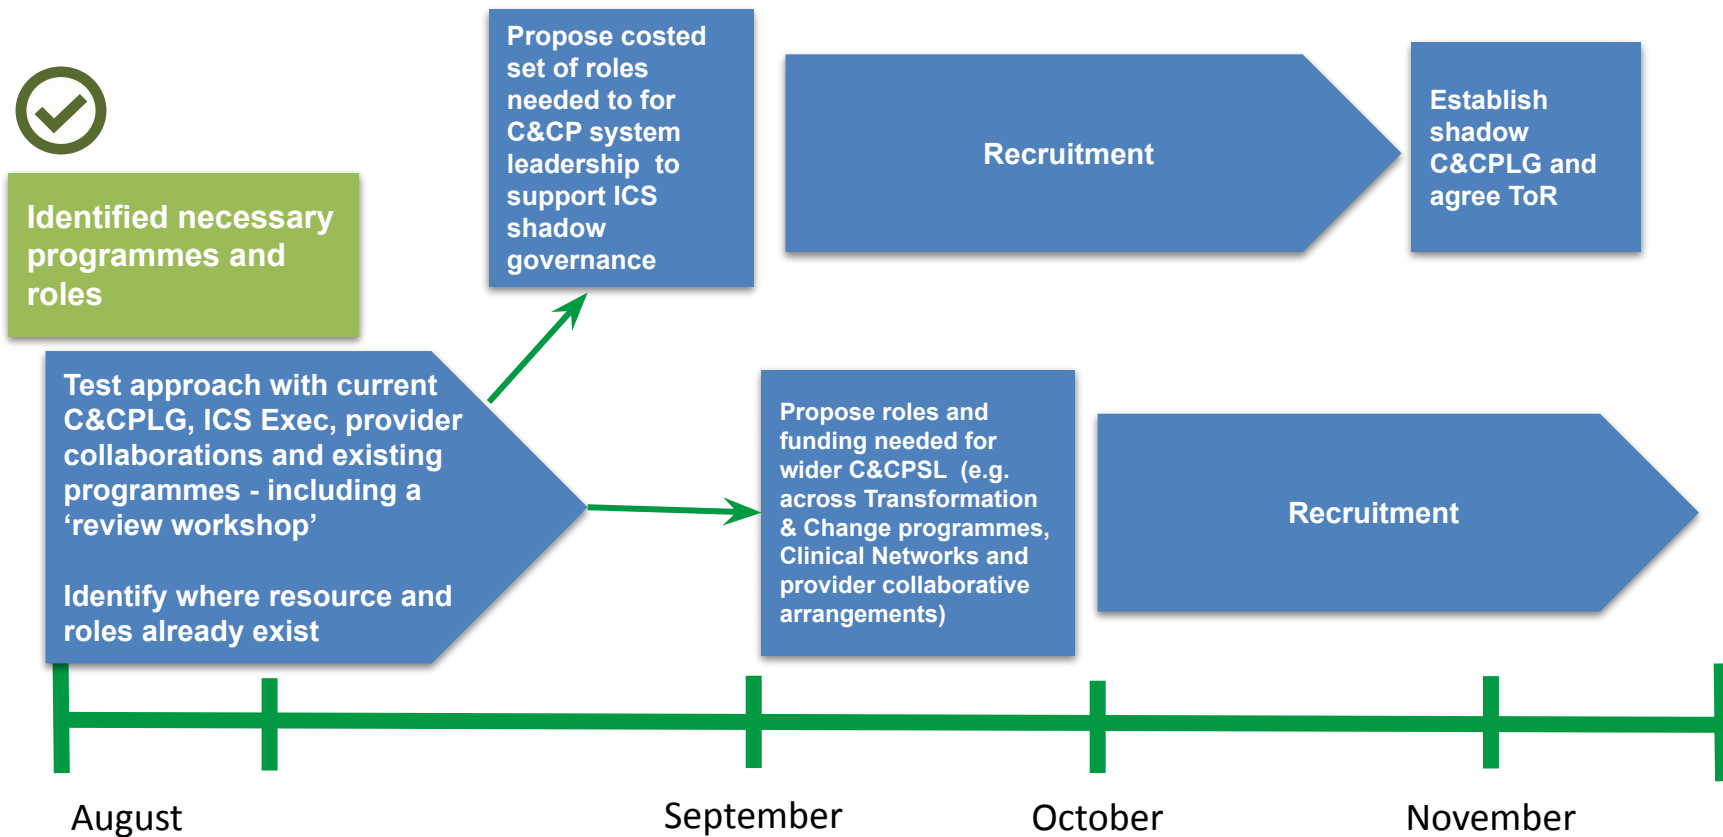 Identified necessary
programmes and
roles
Test approach with current
C&CPLG, ICS Exec, provider
collaborations and existing
programmes - including a
‘review workshop’
Identify where resource and
roles already exist
Propose costed
set of roles
needed to for
C&CP system
leadership  to
support ICS
shadow
governance
Recruitment
Establish
shadow
C&CPLG and
agree ToR
Propose roles and
funding needed for
wider C&CPSL  (e.g.
across Transformation
& Change programmes,
Clinical Networks and
provider collaborative
arrangements)
Recruitment
August
September
October
November